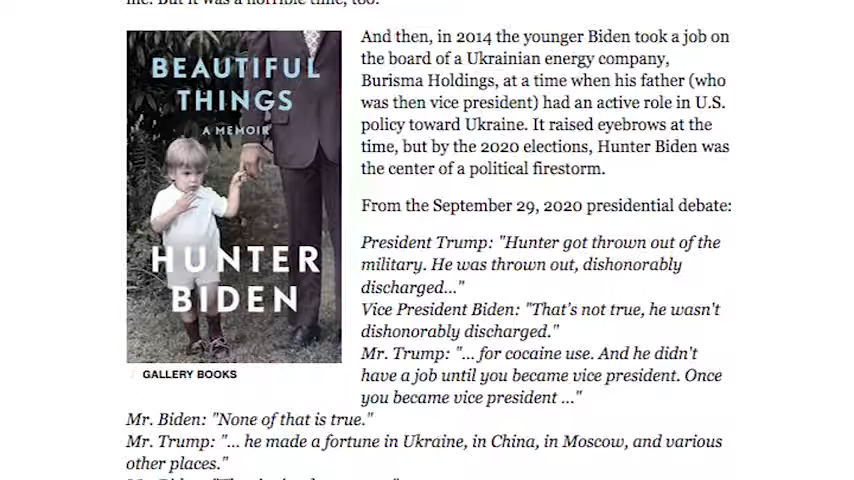 me. But it was a horrible time, too.
And then, in 2014 the younger Biden took a job on
the board of a Ukrainian energy company,
Burisma Holdings, at a time when his father (who
was then vice president) had an active role in U.S.
policy toward Ukraine. It raised eyebrows at the
time, but by the 2020 elections, Hunter Biden was
the center of a political firestorm.
From the September 29, 2020 presidential debate:
President Trump: "Hunter got thrown out of the
military. He was thrown out, dishonorably
discharged..."
Vice President Biden: "That's not true, he wasn't
dishonorably discharged."
Mr. Trump: "... for cocaine use. And he didn't
have a job until you became vice president. Once
you became vice president ..."
BEAUTIFUL
THINGS
A MEMOIR
HUNTER
BIDEN
GALLERY BOOKS
Mr. Biden: "None of that is true."
Mr. Trump: "... he made a fortune in Ukraine, in China, in Moscow, and various
other places."